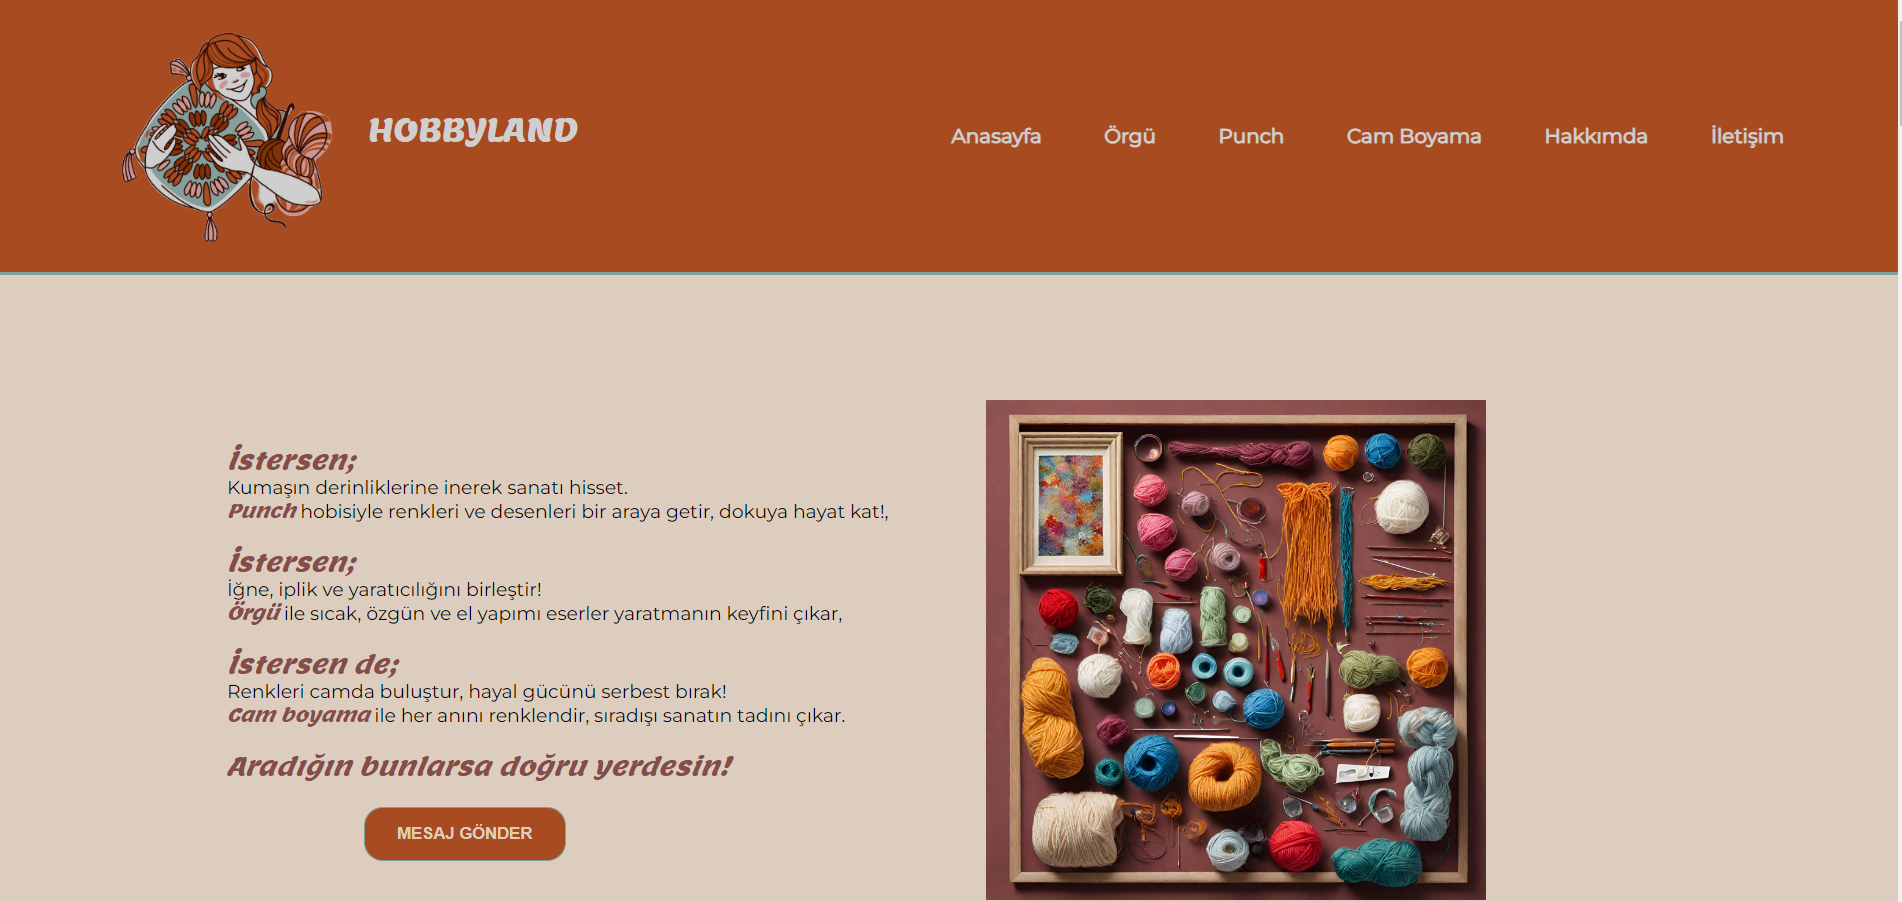 HOBBYLAND
Anasayfa Örgü Punch Cam Boyama Hakkımda İletişim
İstersen;
Kumaşın derinliklerine inerek sanatı hisset.
Punch hobisiyle renkleri ve desenleri bir araya getir, dokuya hayat kat!,
İstersen;
İğne, iplik ve yaratıcılığını birleştir!
Örgü ile sıcak, özgün ve el yapımı eserler yaratmanın keyfini çıkar,
İstersen de;
Renkleri camda buluştur, hayal gücünü serbest bırak!
Cam boyama ile her anını renklendir, sıradışı sanatın tadını çıkar.
Aradığın bunlarsa doğru yerdesin!
MESAJ GÖNDER